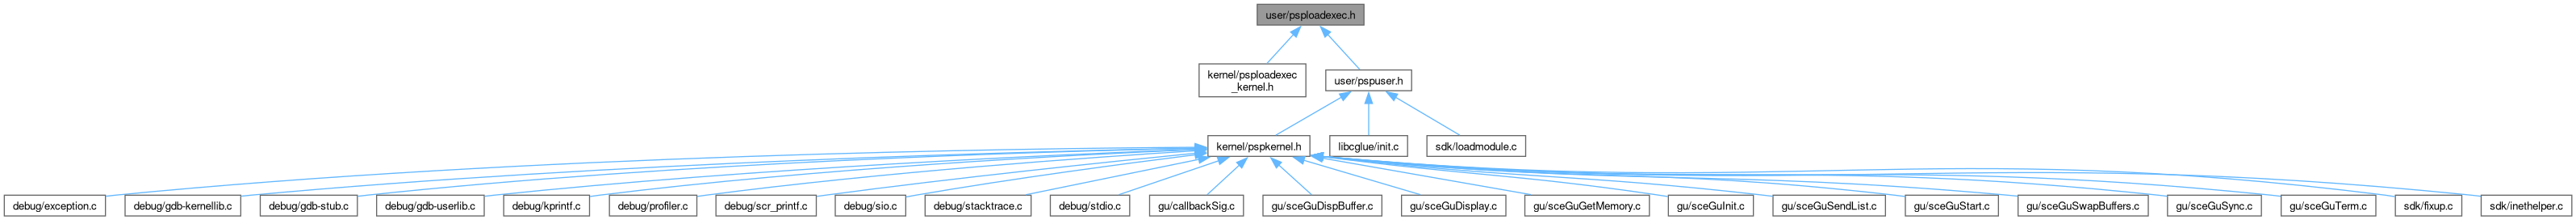 user/psploadexec.h
kernel/psploadexec
_kernel.h
user/pspuser.h
kernel/pspkernel.h
libcglue/init.c
sdk/loadmodule.c
debug/exception.c
debug/gdb-kernellib.c
debug/gdb-stub.c
debug/gdb-userlib.c
debug/kprintf.c
debug/profiler.c
debug/scr_printf.c
debug/sio.c
debug/stacktrace.c
debug/stdio.c
gu/callbackSig.c
gu/sceGuDispBuffer.c
gu/sceGuDisplay.c
gu/sceGuGetMemory.c
gu/sceGuInit.c
gu/sceGuSendList.c
gu/sceGuStart.c
gu/sceGuSwapBuffers.c
gu/sceGuSync.c
gu/sceGuTerm.c
sdk/fixup.c
sdk/inethelper.c